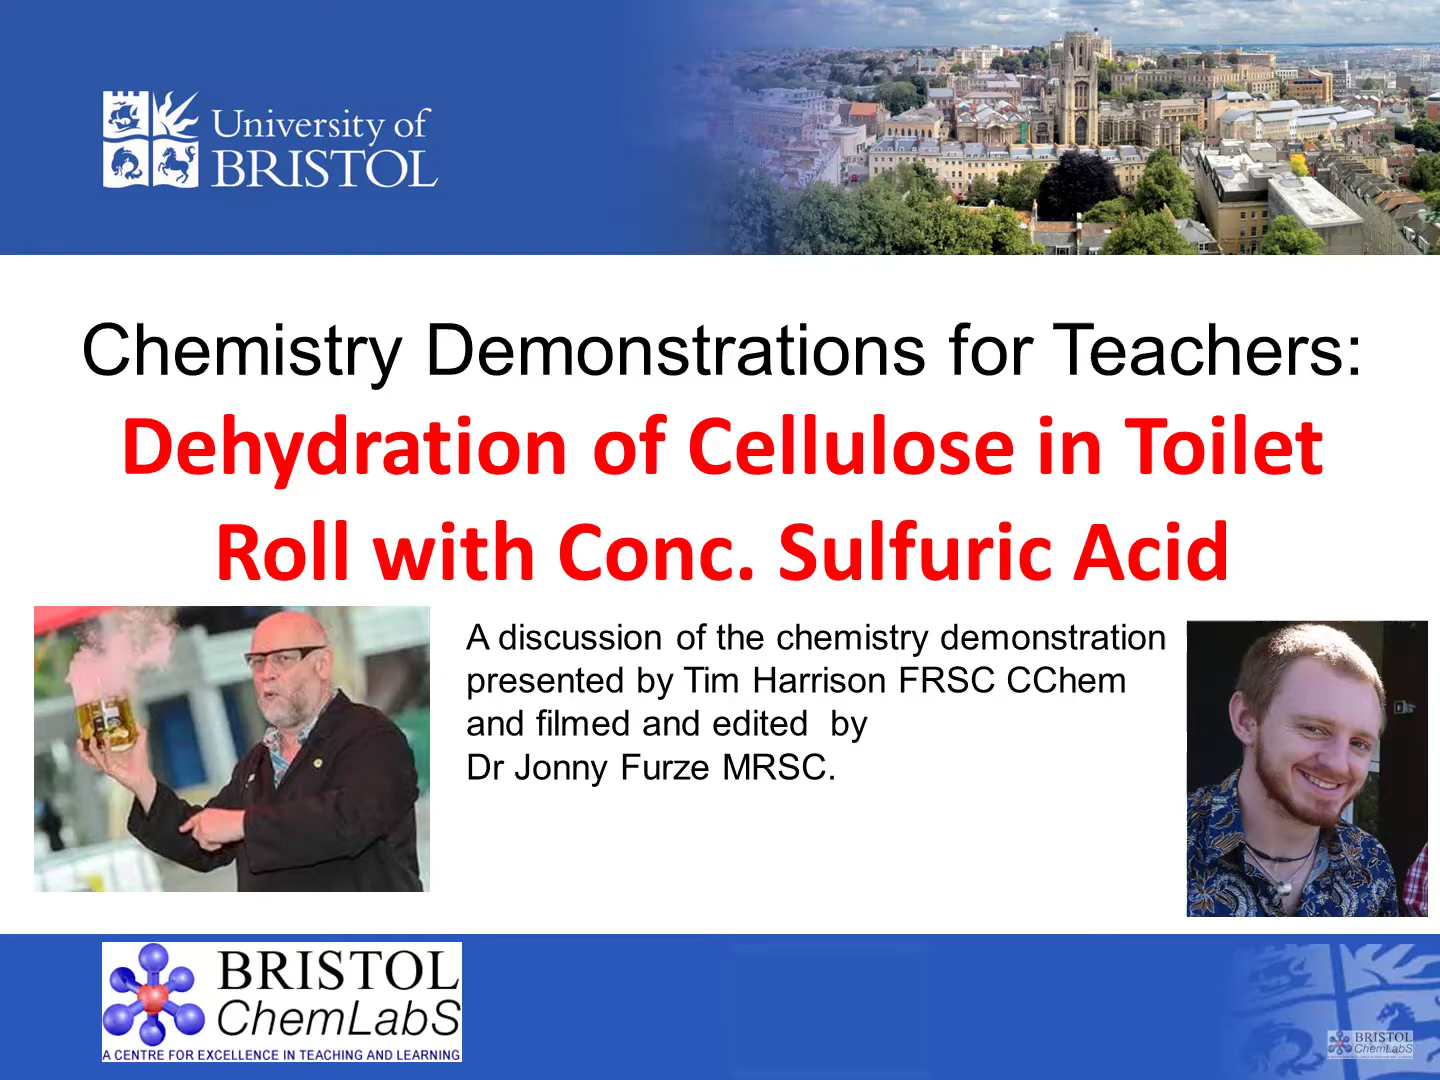 University of
BRISTOL
Chemistry Demonstrations for Teachers:
Dehydration of Cellulose in Toilet
Roll with Conc. Sulfuric Acid
A discussion of the chemistry demonstration
presented by Tim Harrison FRSC CChem
and filmed and edited by
Dr Jonny Furze MRSC.
BRISTOL
ChemLabS
A CENTRE FOR EXCELLENCE IN TEACHING AND LEARNING
BRISTOL
ChemLabS